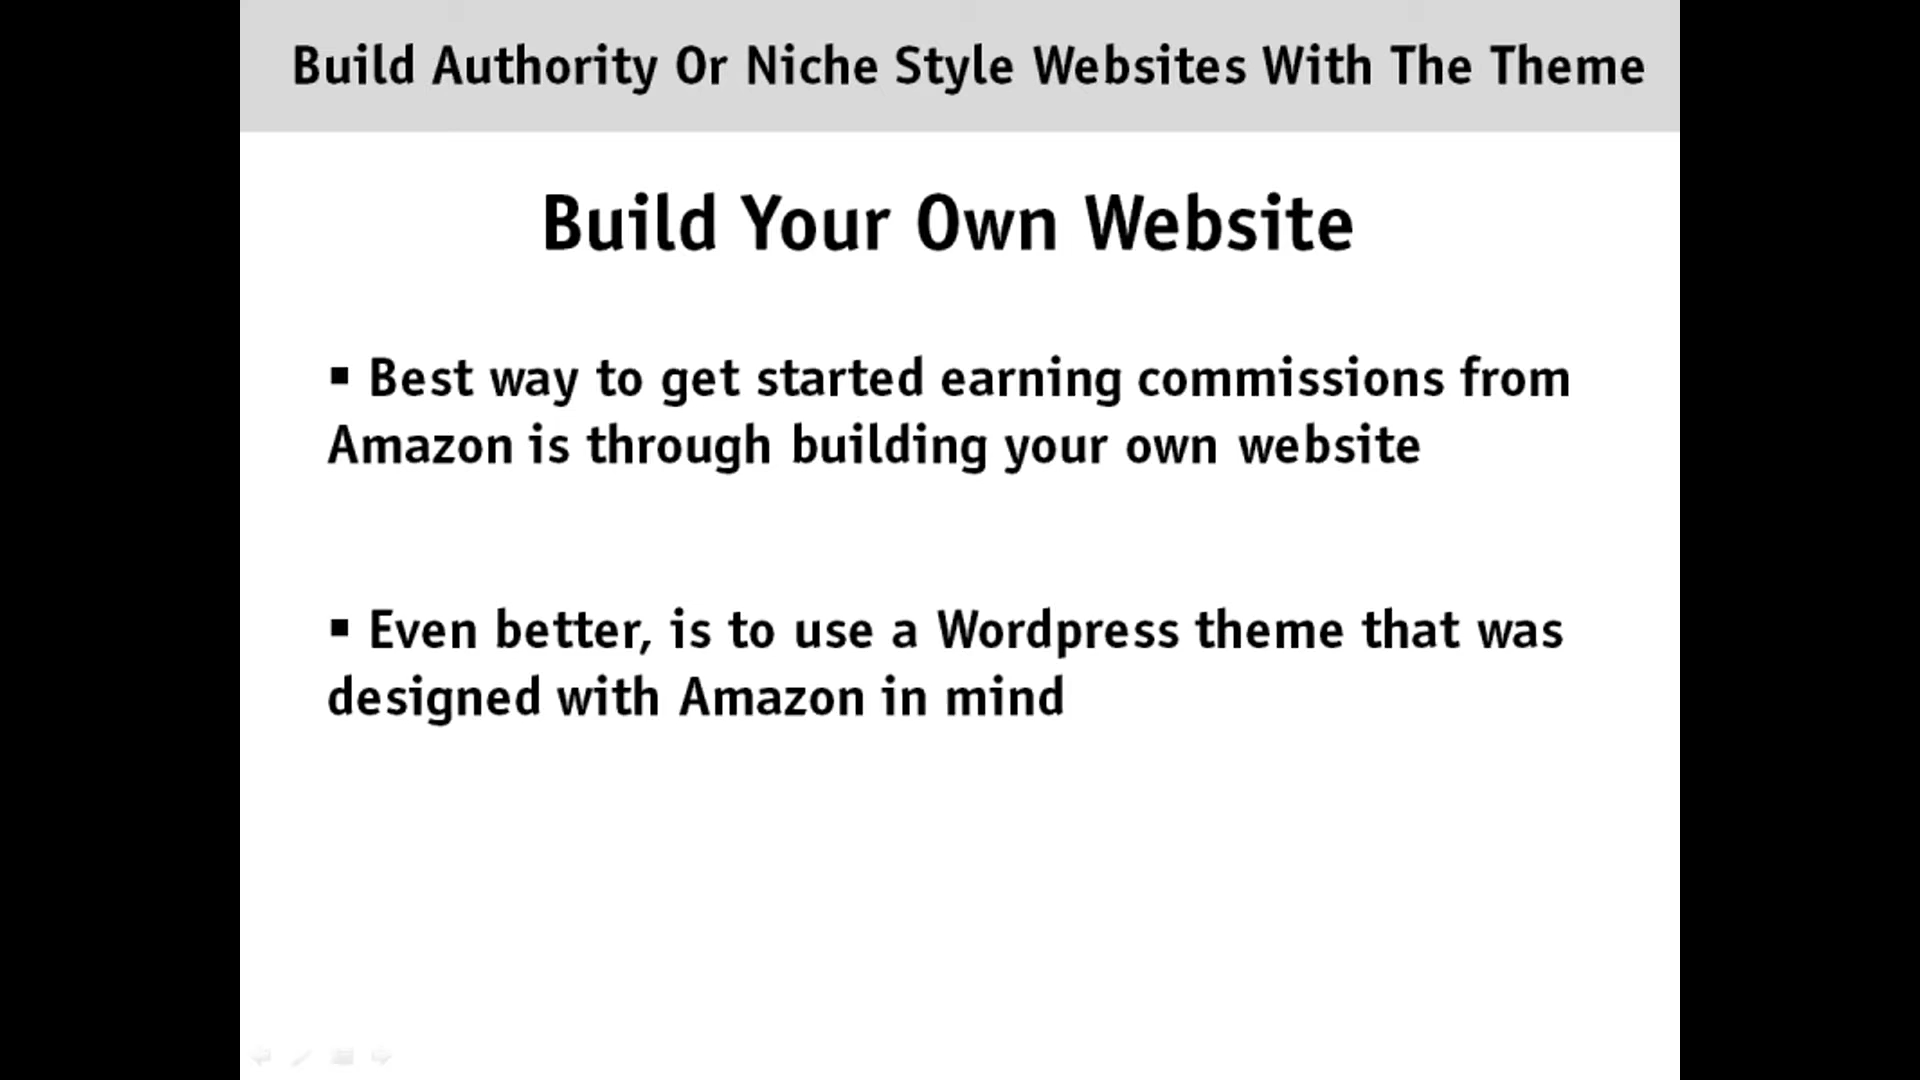 Build Authority Or Niche Style Websites With The Theme
Build Your Own Website
▪ Best way to get started earning commissions from
Amazon is through building your own website
▪ Even better, is to use a Wordpress theme that was
designed with Amazon in mind